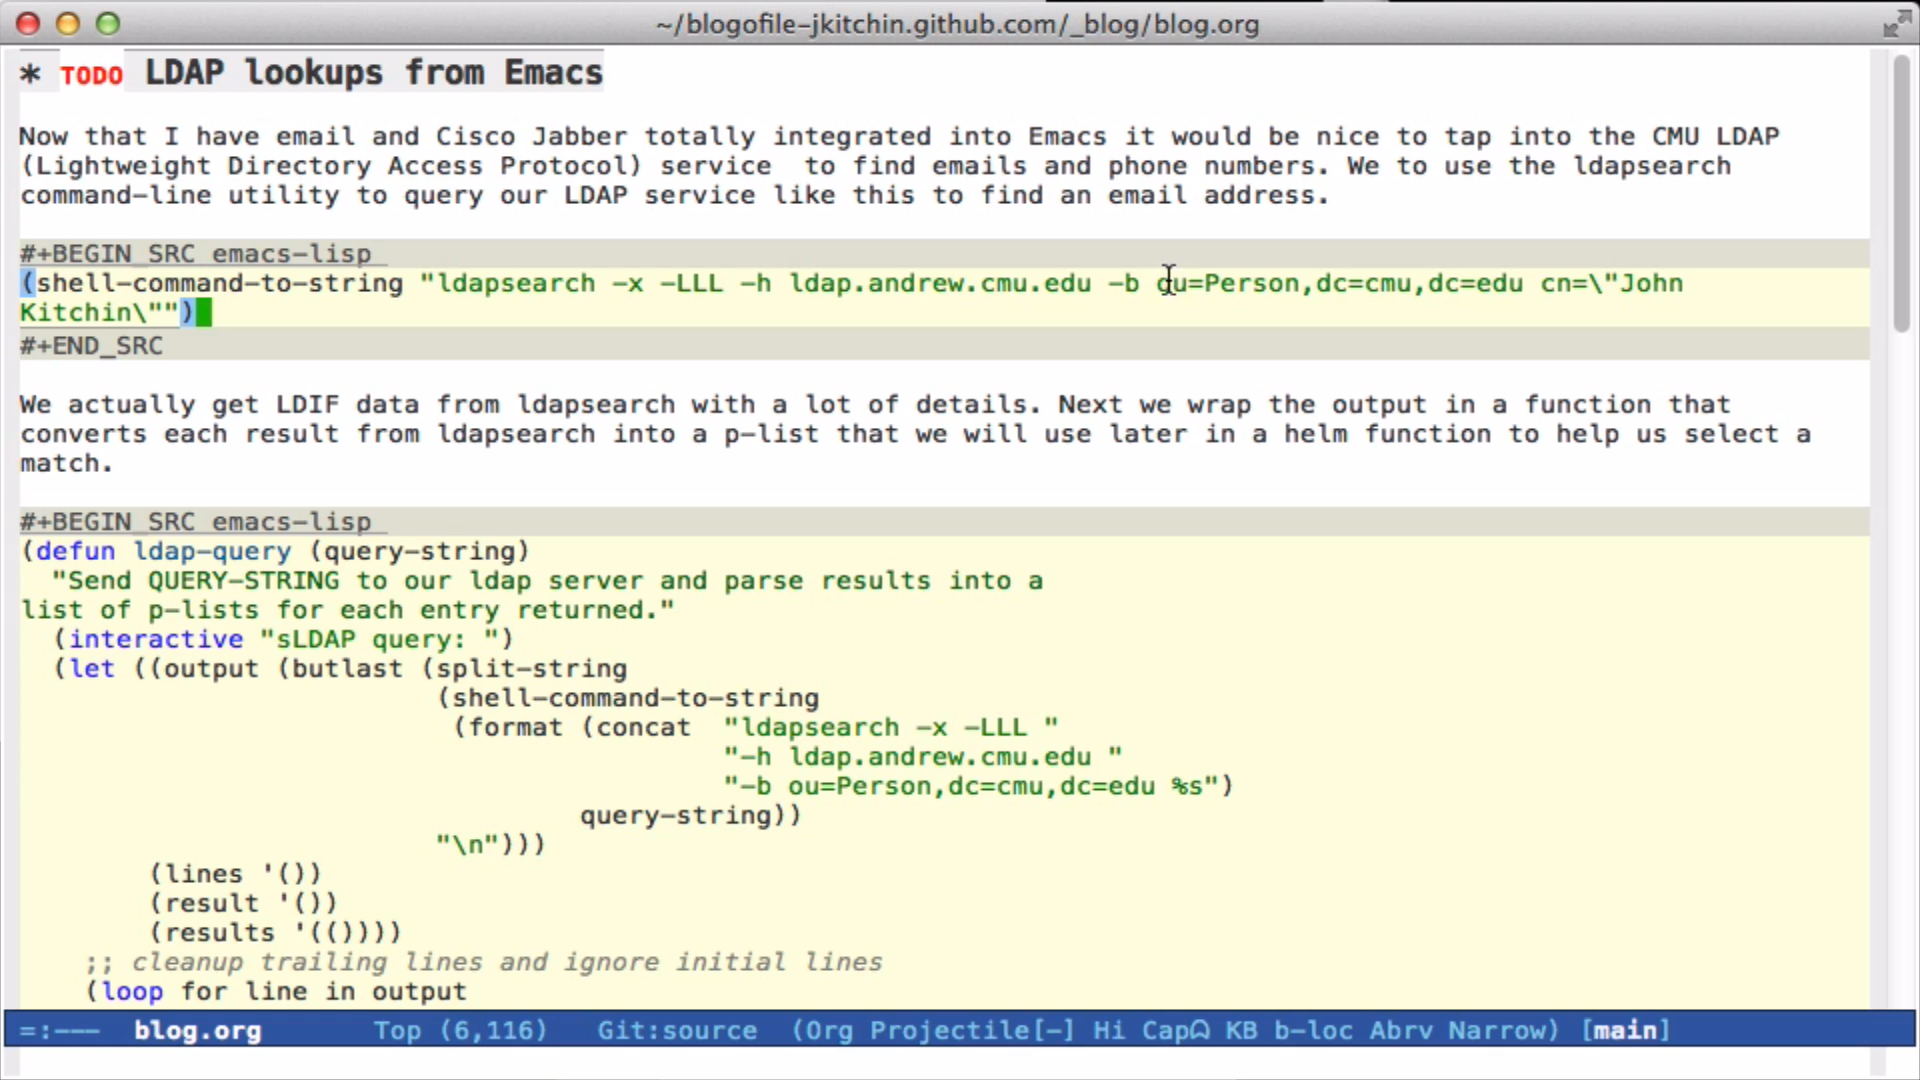 ~/blogofile-jkitchin.github.com/_blog/blog.org
* TODO LDAP lookups from Emacs
Now that I have email and Cisco Jabber totally integrated into Emacs it would be nice to tap into the CMU LDAP
(Lightweight Directory Access Protocol) service  to find emails and phone numbers. We to use the ldapsearch
command-line utility to query our LDAP service like this to find an email address.
#+BEGIN_SRC emacs-lisp
(shell-command-to-string "ldapsearch -x -LLL -h ldap.andrew.cmu.edu -b ou=Person,dc=cmu,dc=edu cn=\"John
Kitchin\"")
#+END_SRC
We actually get LDIF data from ldapsearch with a lot of details. Next we wrap the output in a function that
converts each result from ldapsearch into a p-list that we will use later in a helm function to help us select a
match.
#+BEGIN_SRC emacs-lisp
(defun ldap-query (query-string)
  "Send QUERY-STRING to our ldap server and parse results into a
list of p-lists for each entry returned."
  (interactive "sLDAP query: ")
  (let ((output (butlast (split-string
                          (shell-command-to-string
                           (format (concat  "ldapsearch -x -LLL "
                                            "-h ldap.andrew.cmu.edu "
                                            "-b ou=Person,dc=cmu,dc=edu %s")
                                   query-string))
                          "\n")))
        (lines '())
        (result '())
        (results '(())))
    ;; cleanup trailing lines and ignore initial lines
    (loop for line in output
=:--- blog.org Top (6,116) Git:source (Org Projectile[-] Hi Cap KB b-loc Abrv Narrow) [main]